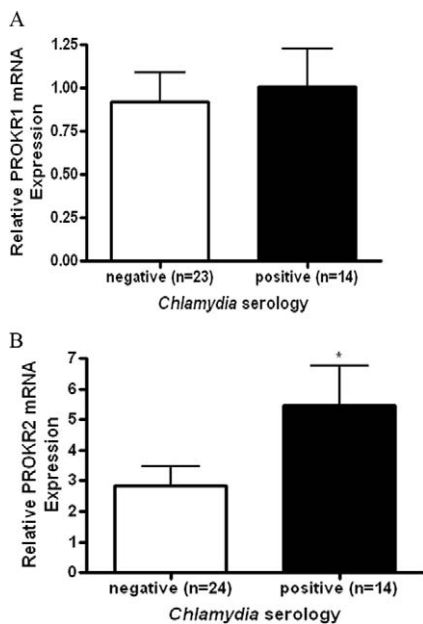 A
Relative PROKR1 mRNA
Expression
1.25
1.00
0.75
0.50
0.25
0.00
negative (n=23) positive (n=14)
Chlamydia serology
B
Relative PROKR2 mRNA
Expression
7
6
5
4
3
2
1
0
*
negative (n=24) positive (n=14)
Chlamydia serology